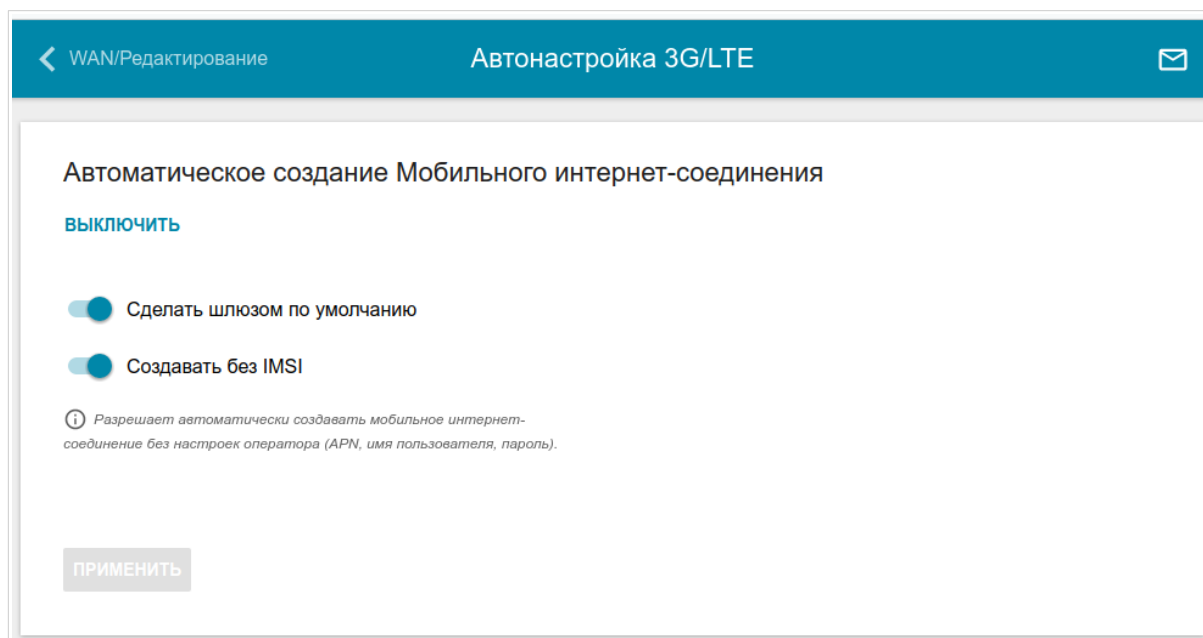 WAN/Редактирование
Автонастройка 3G/LTE
Автоматическое создание Мобильного интернет-соединения
ВЫКЛЮЧИТЬ
Сделать шлюзом по умолчанию
Создавать без IMSI
Разрешает автоматически создавать мобильное интернет-
соединение без настроек оператора (APN, имя пользователя, пароль).
ПРИМЕНИТЬ